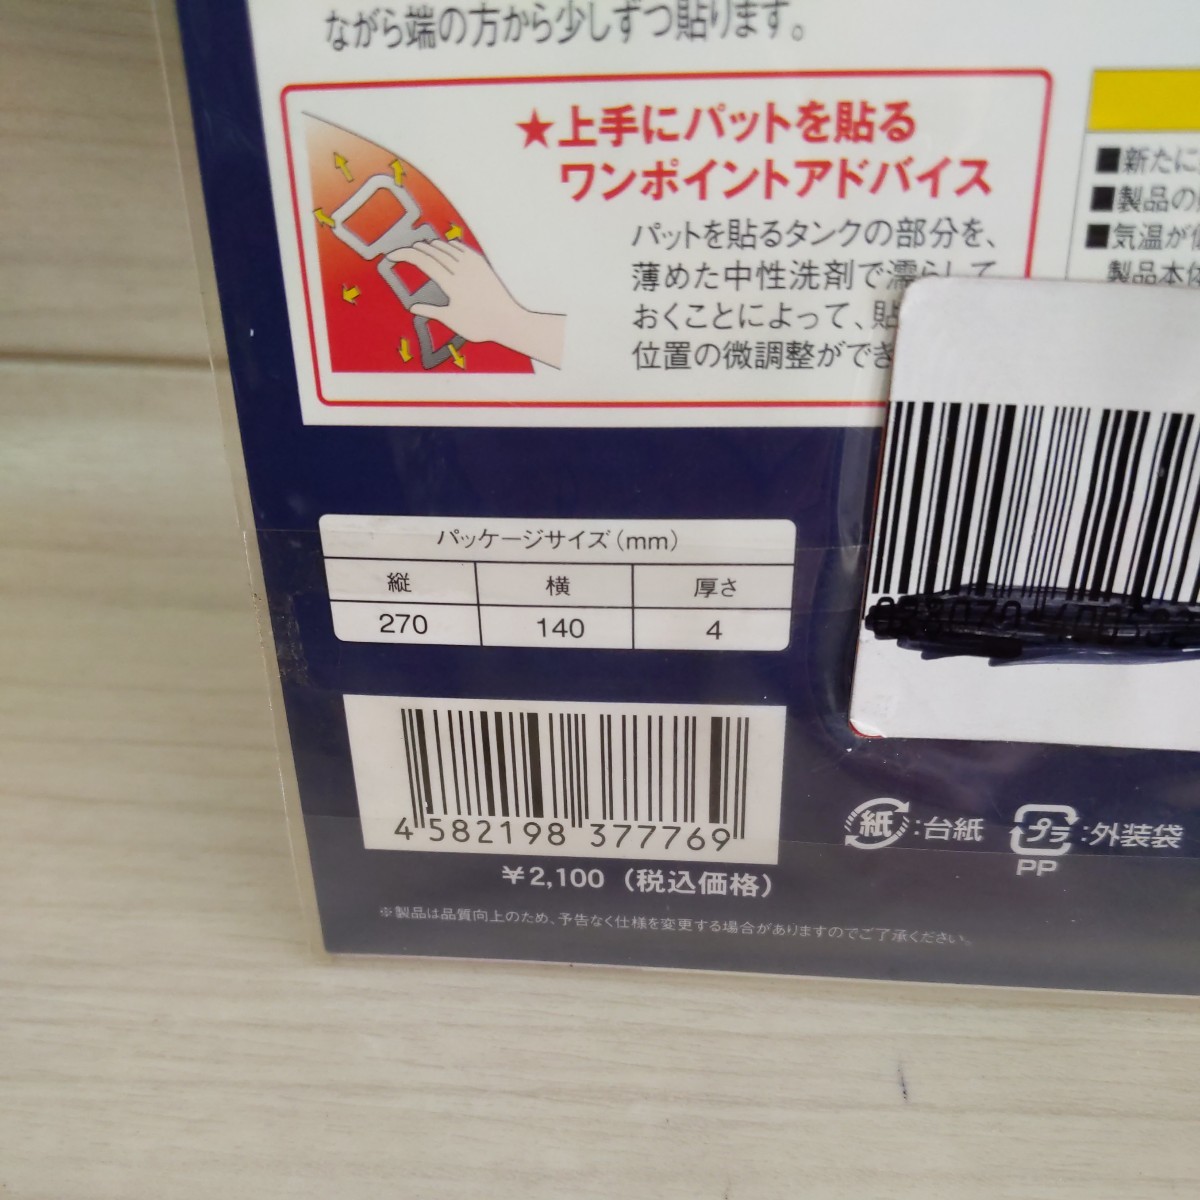 ながら端の方から少しずつ貼ります。
★上手にパットを貼る
ワンポイントアドバイス
パットを貼るタンクの部分を、
薄めた中性洗剤で濡らして
おくことによって、貼
位置の微調整ができ
■新たに
■製品の
■気温が低
製品本体
パッケージサイズ(mm)
縦 横 厚さ
270 140 4
4 582198 377769
¥2,100(税込価格)
※製品は品質向上のため、予告なく仕様を変更する場合がありますのでご了承ください。
紙:台紙
プラ:外装袋
PP